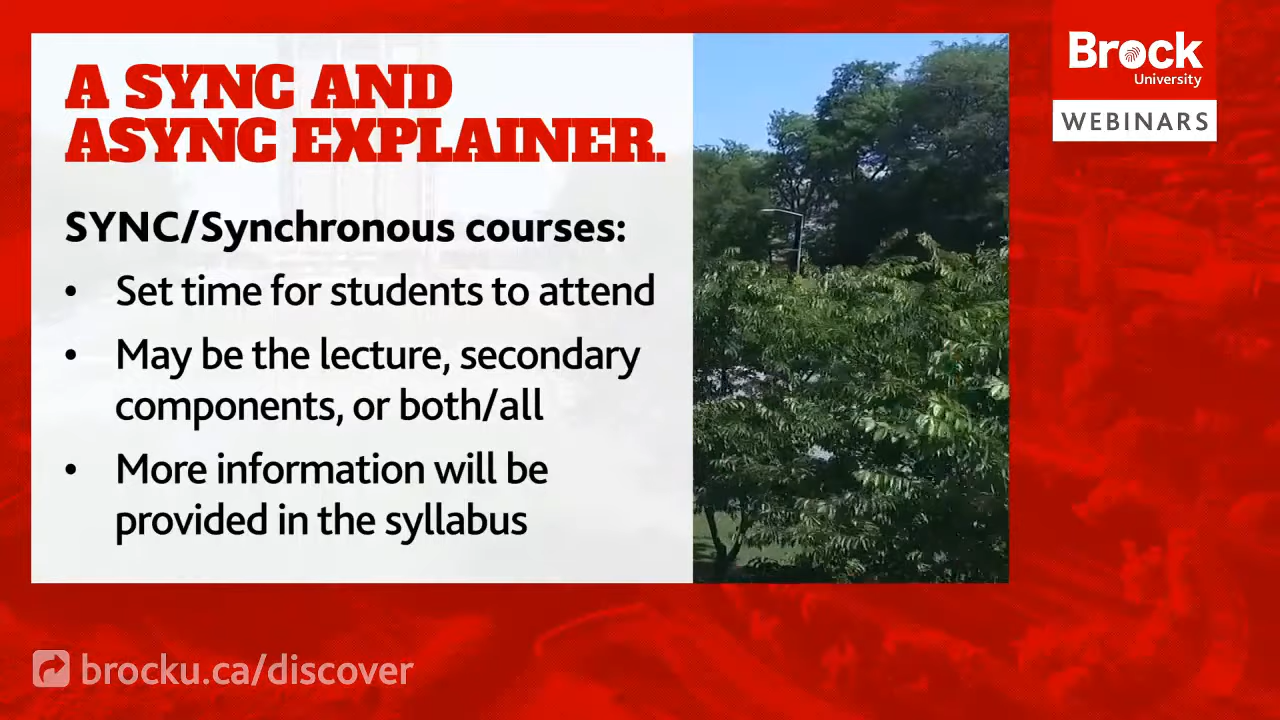 A SYNC AND
ASYNC EXPLAINER.
SYNC/Synchronous courses:
• Set time for students to attend
• May be the lecture, secondary
components, or both/all
• More information will be
provided in the syllabus
Brock
University
WEBINARS
brocku.ca/discover